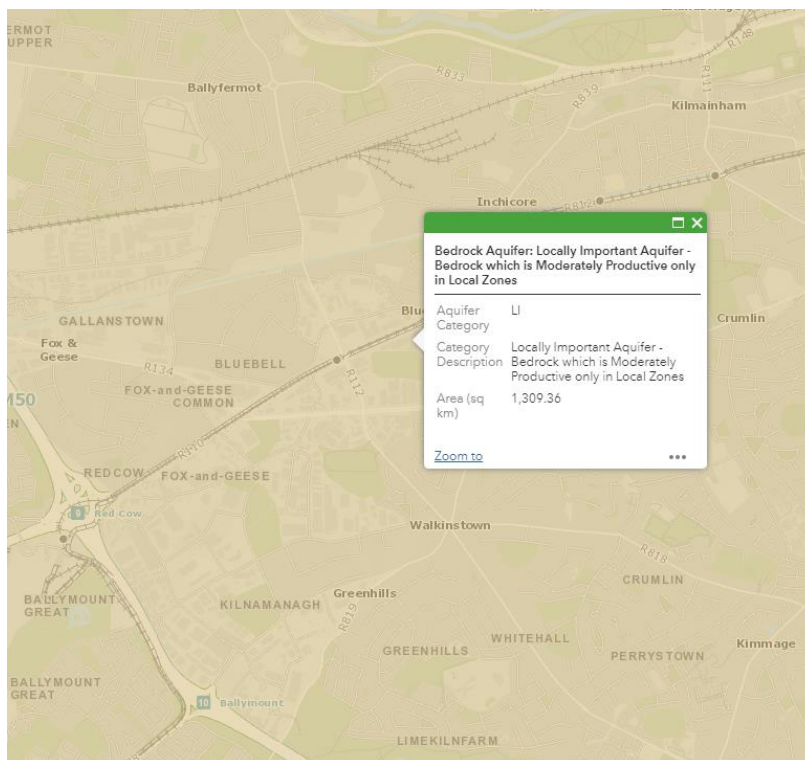 ERMOT
UPPER
R148
R833
Ballyfermot
R839
R111
Kilmainham
Inchicore
R812
Bedrock Aquifer: Locally Important Aquifer -
Bedrock which is Moderately Productive only
in Local Zones
Aquifer Category LI
Category Description Locally Important Aquifer -
Bedrock which is Moderately
Productive only in Local Zones
Area (sq km) 1,309.36
Zoom to
Blu
Crumlin
GALLANSTOWN
Fox &
Geese
R134
BLUEBELL
R112
FOX-and-GEESE
COMMON
M50
EN
R110
REDCOW
FOX-and-GEESE
9
Red Cow
Walkinstown
R818
CRUMLIN
BALLYMOUNT
GREAT
KILNAMANAGH
Greenhills
R819
WHITEHALL
GREENHILLS
PERRYSTOWN
Kimmage
BALLYMOUNT
GREAT
10
Ballymount
LIMEKILNFARM